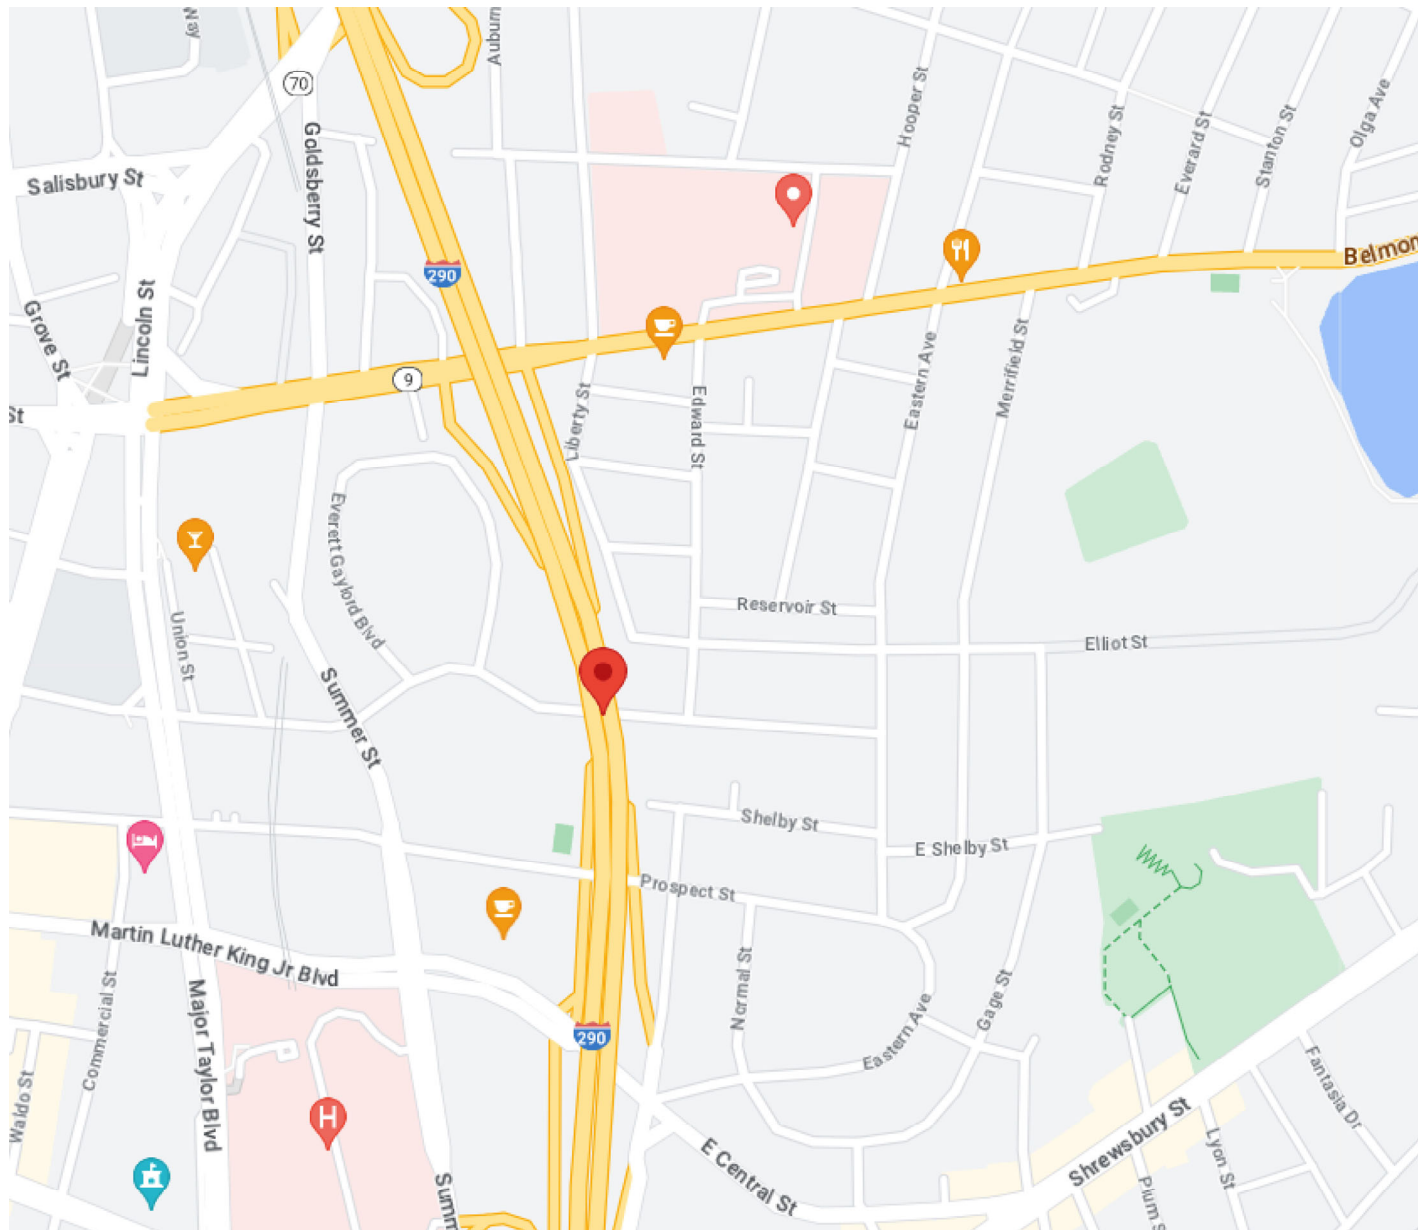 Way
Auburn
70
Goldsberry St
Hooper St
Rodney St
Everard St
Stanton St
Olga Ave
Salisbury St
290
Belmon
Lincoln St
Grove St
9
St
Liberty St
Edward St
Eastern Ave
Merrifield St
Everett Gaylord Blvd
Union St
Reservoir St
Elliot St
Summer St
Shelby St
E Shelby St
Prospect St
Martin Luther King Jr Blvd
Commercial St
Major Taylor Blvd
Normal St
Gage St
Eastern Ave
290
Waldo St
H
Fantasia Dr
Shrewsbury St
Lyon St
E Central St
Plum S
Summ